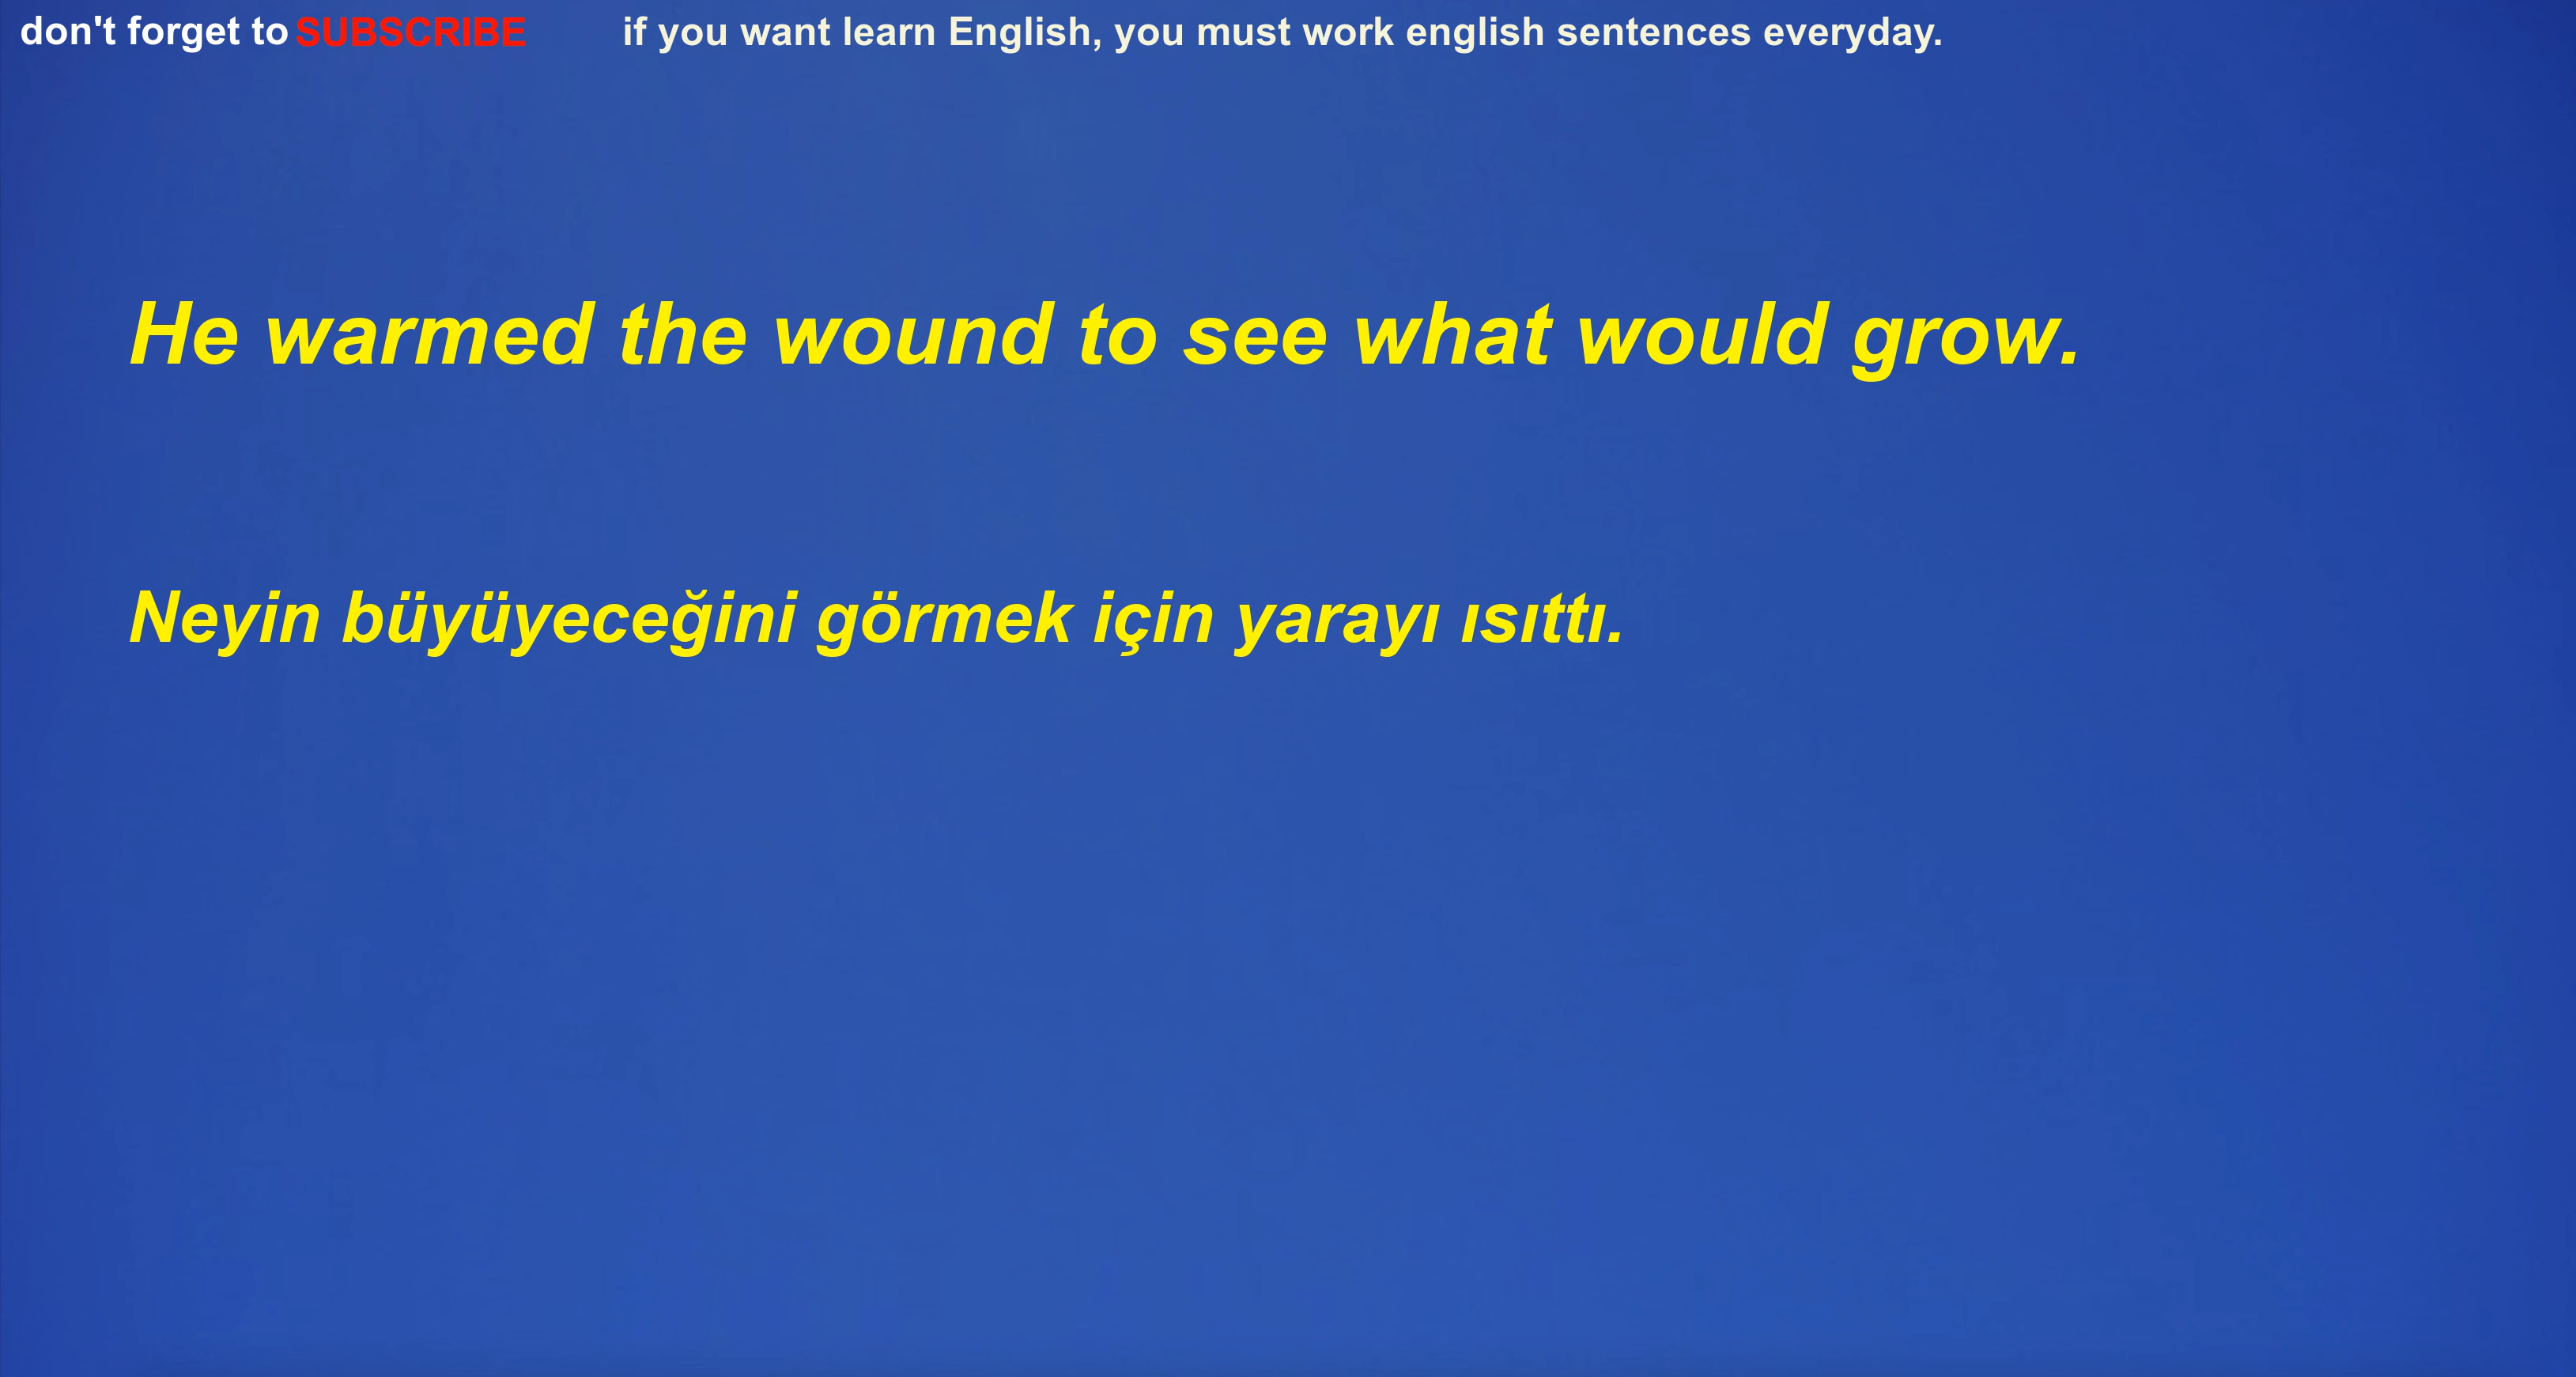 don't forget to SUBSCRIBE if you want learn English, you must work english sentences everyday.
He warmed the wound to see what would grow.
Neyin büyüyeceğini görmek için yarayı ısıttı.